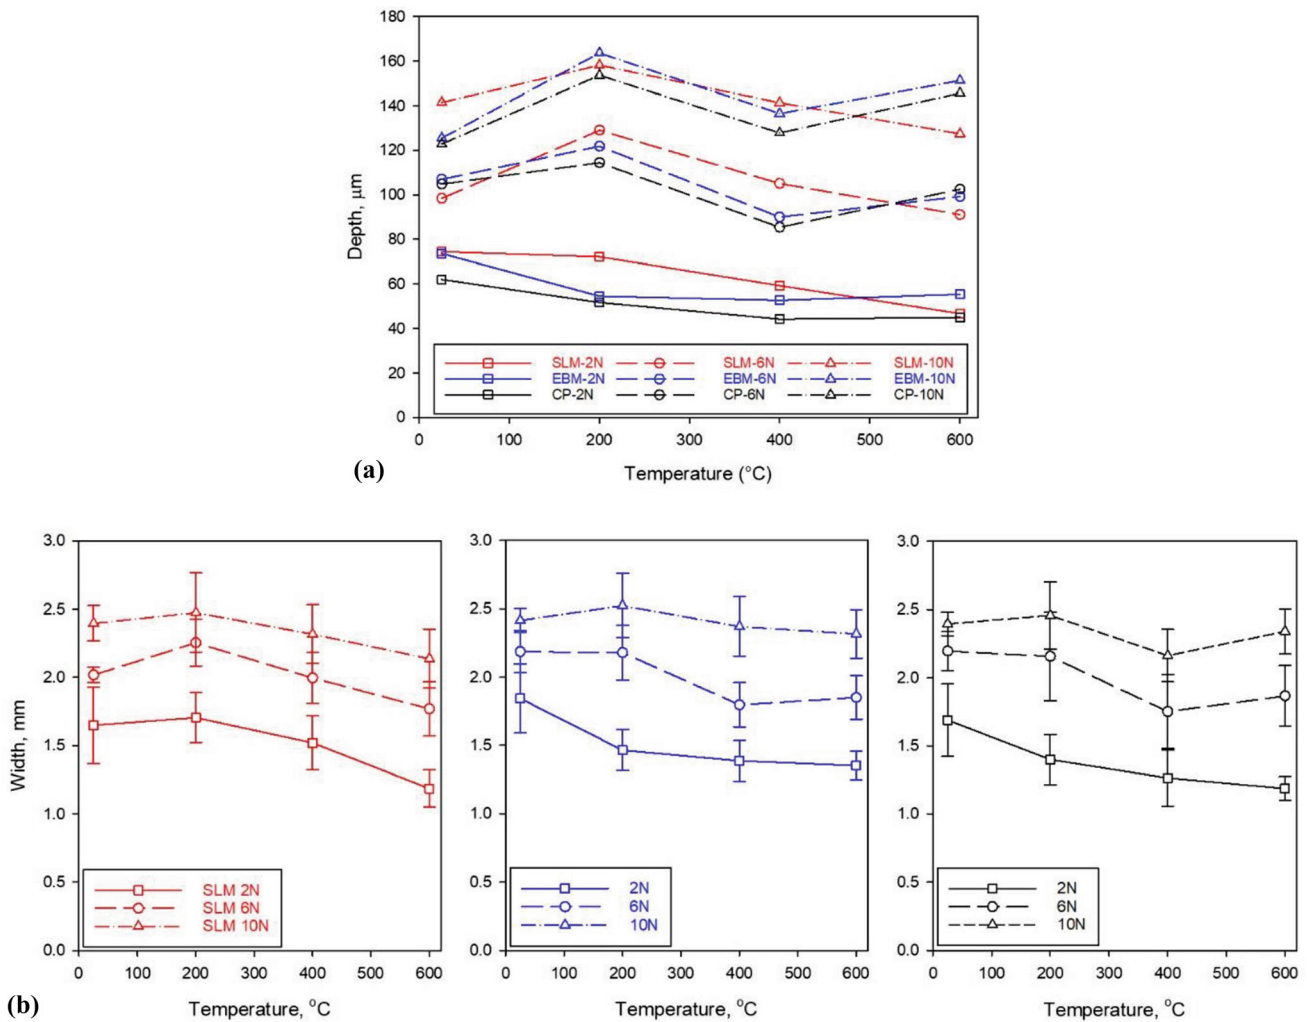 180
160
140
120
100
80
60
40
20
0
Depth, μm
SLM-2N SLM-6N SLM-10N
EBM-2N EBM-6N EBM-10N
CP-2N CP-6N CP-10N
0 100 200 300 400 500 600
Temperature (°C)
(a)
3.0
2.5
2.0
1.5
1.0
0.5
0.0
Width, mm
SLM 2N
SLM 6N
SLM 10N
0 100 200 300 400 500 600
Temperature, °C
3.0
2.5
2.0
1.5
1.0
0.5
0.0
2N
6N
10N
0 100 200 300 400 500 600
Temperature, °C
3.0
2.5
2.0
1.5
1.0
0.5
0.0
2N
6N
10N
0 100 200 300 400 500 600
Temperature, °C
(b)